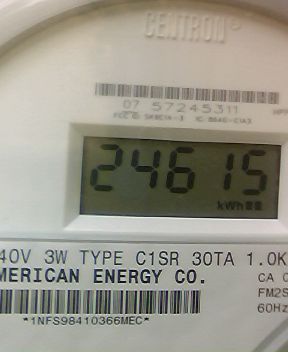 CENTRON®
07 57245311
24615
kWh
40V 3W TYPE C1SR 30TA 1.0K
MERICAN ENERGY CO.
CA
FM2S
60Hz
*1NFS98410366MEC*